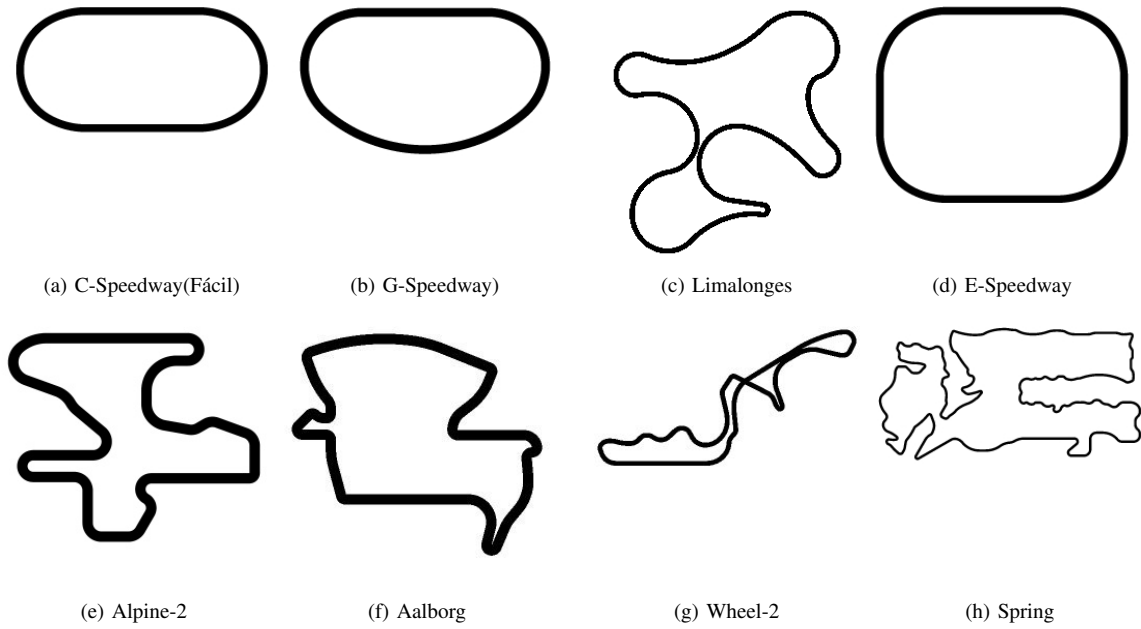 (a) C-Speedway(Fácil)
(b) G-Speedway)
(c) Limalonges
(d) E-Speedway
(e) Alpine-2
(f) Aalborg
(g) Wheel-2
(h) Spring